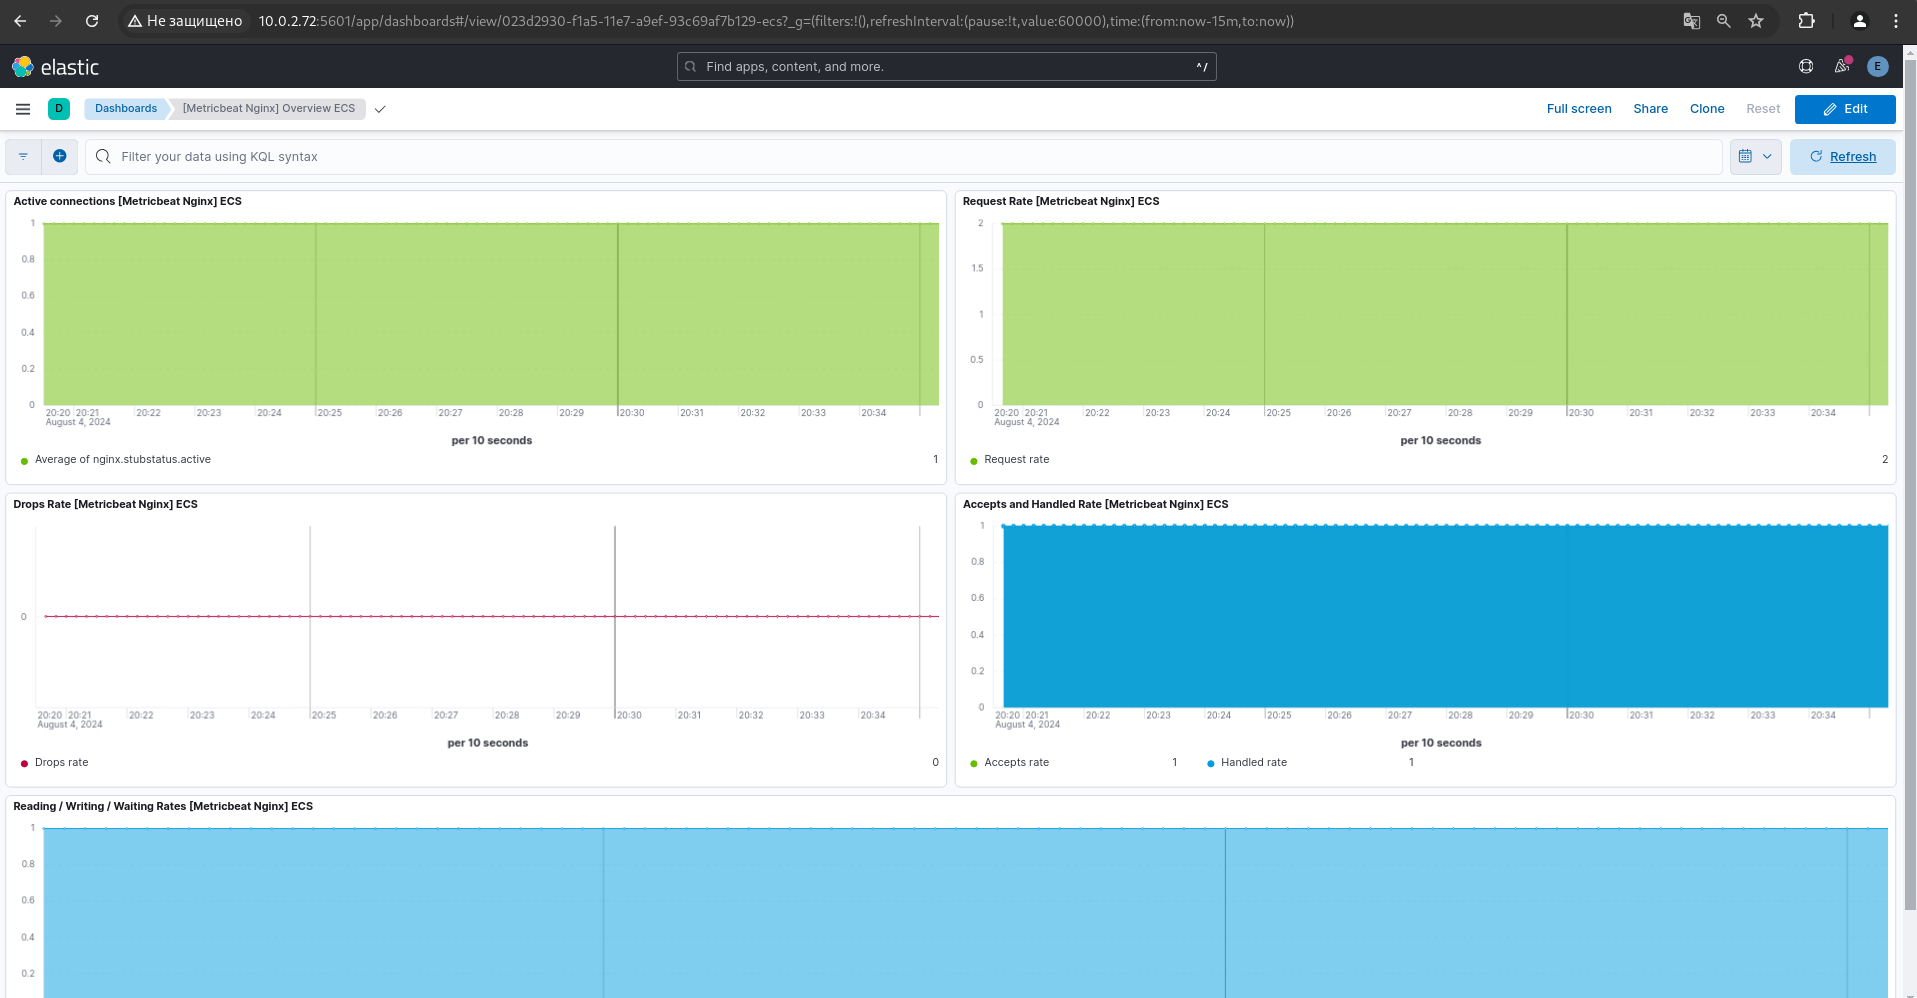 Не защищено
10.0.2.72:5601/app/dashboards#/view/023d2930-f1a5-11e7-a9ef-93c69af7b129-ecs?_g=(filters:!(),refreshInterval:(pause:!t,value:60000),time:(from:now-15m,to:now))
elastic
Find apps, content, and more.
^/
E
D
Dashboards
[Metricbeat Nginx] Overview ECS
Full screen
Share
Clone
Reset
Edit
Filter your data using KQL syntax
Refresh
Active connections [Metricbeat Nginx] ECS
1
0.8
0.6
0.4
0.2
0
20:20 20:21 20:22 20:23 20:24 20:25 20:26 20:27 20:28 20:29 20:30 20:31 20:32 20:33 20:34
August 4, 2024
per 10 seconds
Average of nginx.stubstatus.active 1
Request Rate [Metricbeat Nginx] ECS
2
1.5
1
0.5
0
20:20 20:21 20:22 20:23 20:24 20:25 20:26 20:27 20:28 20:29 20:30 20:31 20:32 20:33 20:34
August 4, 2024
per 10 seconds
Request rate 2
Drops Rate [Metricbeat Nginx] ECS
0
20:20 20:21 20:22 20:23 20:24 20:25 20:26 20:27 20:28 20:29 20:30 20:31 20:32 20:33 20:34
August 4, 2024
per 10 seconds
Drops rate 0
Accepts and Handled Rate [Metricbeat Nginx] ECS
1
0.8
0.6
0.4
0.2
0
20:20 20:21 20:22 20:23 20:24 20:25 20:26 20:27 20:28 20:29 20:30 20:31 20:32 20:33 20:34
August 4, 2024
per 10 seconds
Accepts rate 1 Handled rate 1
Reading / Writing / Waiting Rates [Metricbeat Nginx] ECS
1
0.8
0.6
0.4
0.2